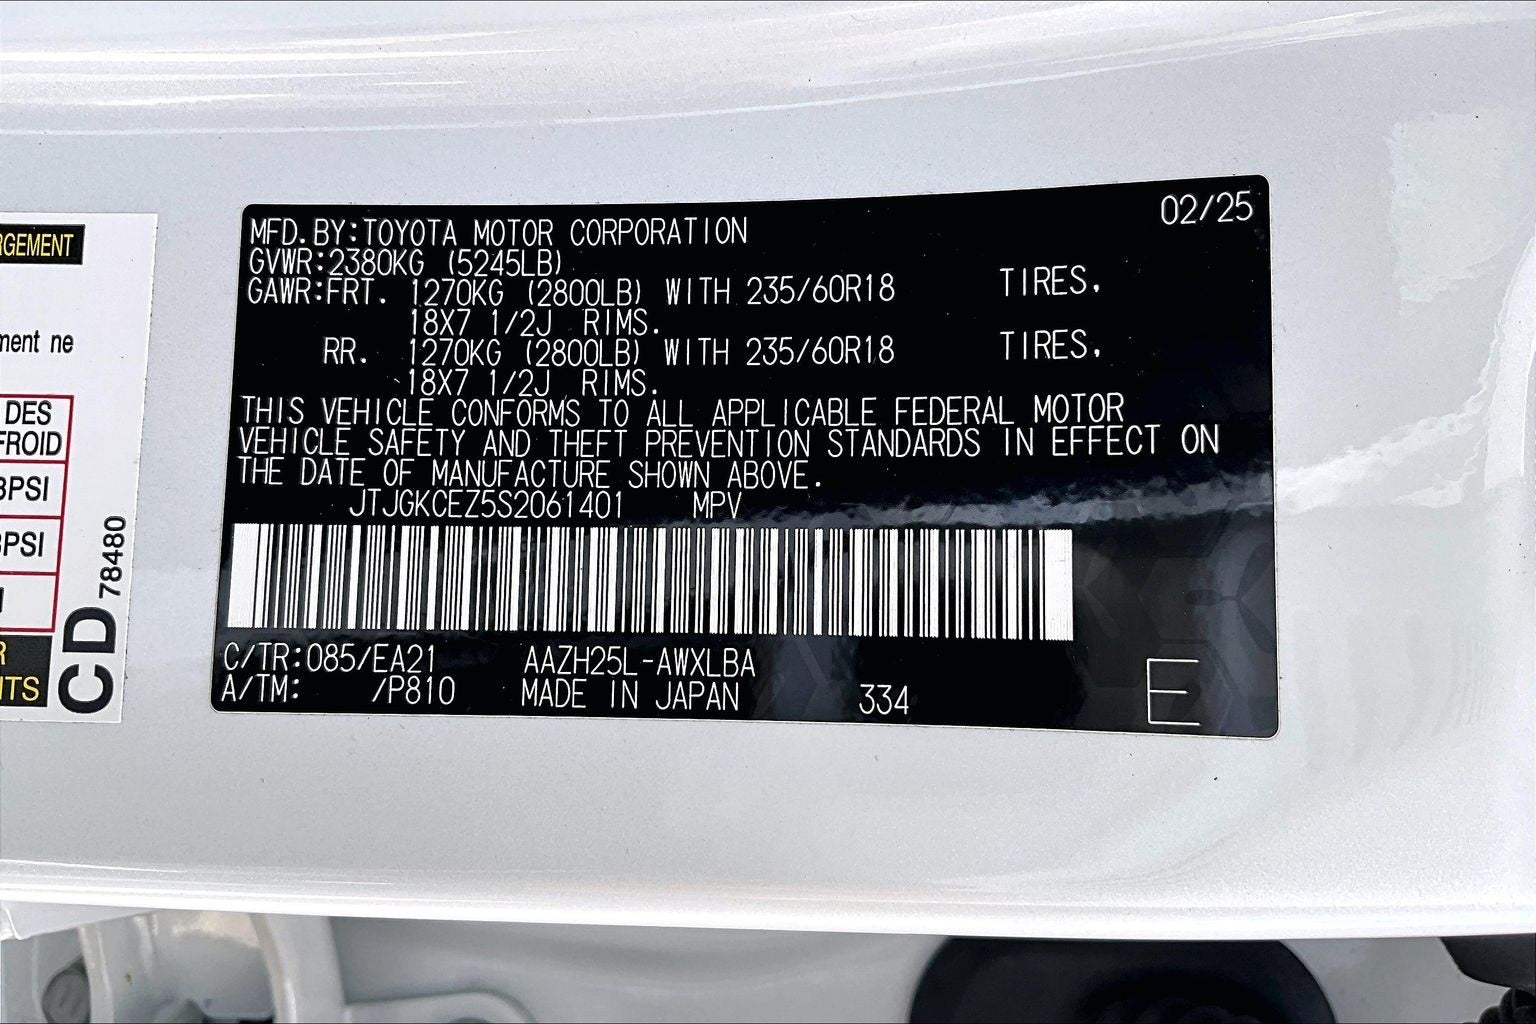 RGEMENT
ment ne
DES
FROID
PSI
PSI
ITS
CD 78480
02/25
MFD.BY:TOYOTA MOTOR CORPORATION
GVWR:2380KG (5245LB)
GAWR:FRT. 1270KG (2800LB) WITH 235/60R18 TIRES.
18X7 1/2J RIMS.
RR. 1270KG (2800LB) WITH 235/60R18 TIRES.
18X7 1/2J RIMS.
THIS VEHICLE CONFORMS TO ALL APPLICABLE FEDERAL MOTOR
VEHICLE SAFETY AND THEFT PREVENTION STANDARDS IN EFFECT ON
THE DATE OF MANUFACTURE SHOWN ABOVE.
JTJGKCEZ5S2061401 MPV
C/TR:085/EA21 AAZH25L-AWXLBA
A/TM: /P810 MADE IN JAPAN 334 E